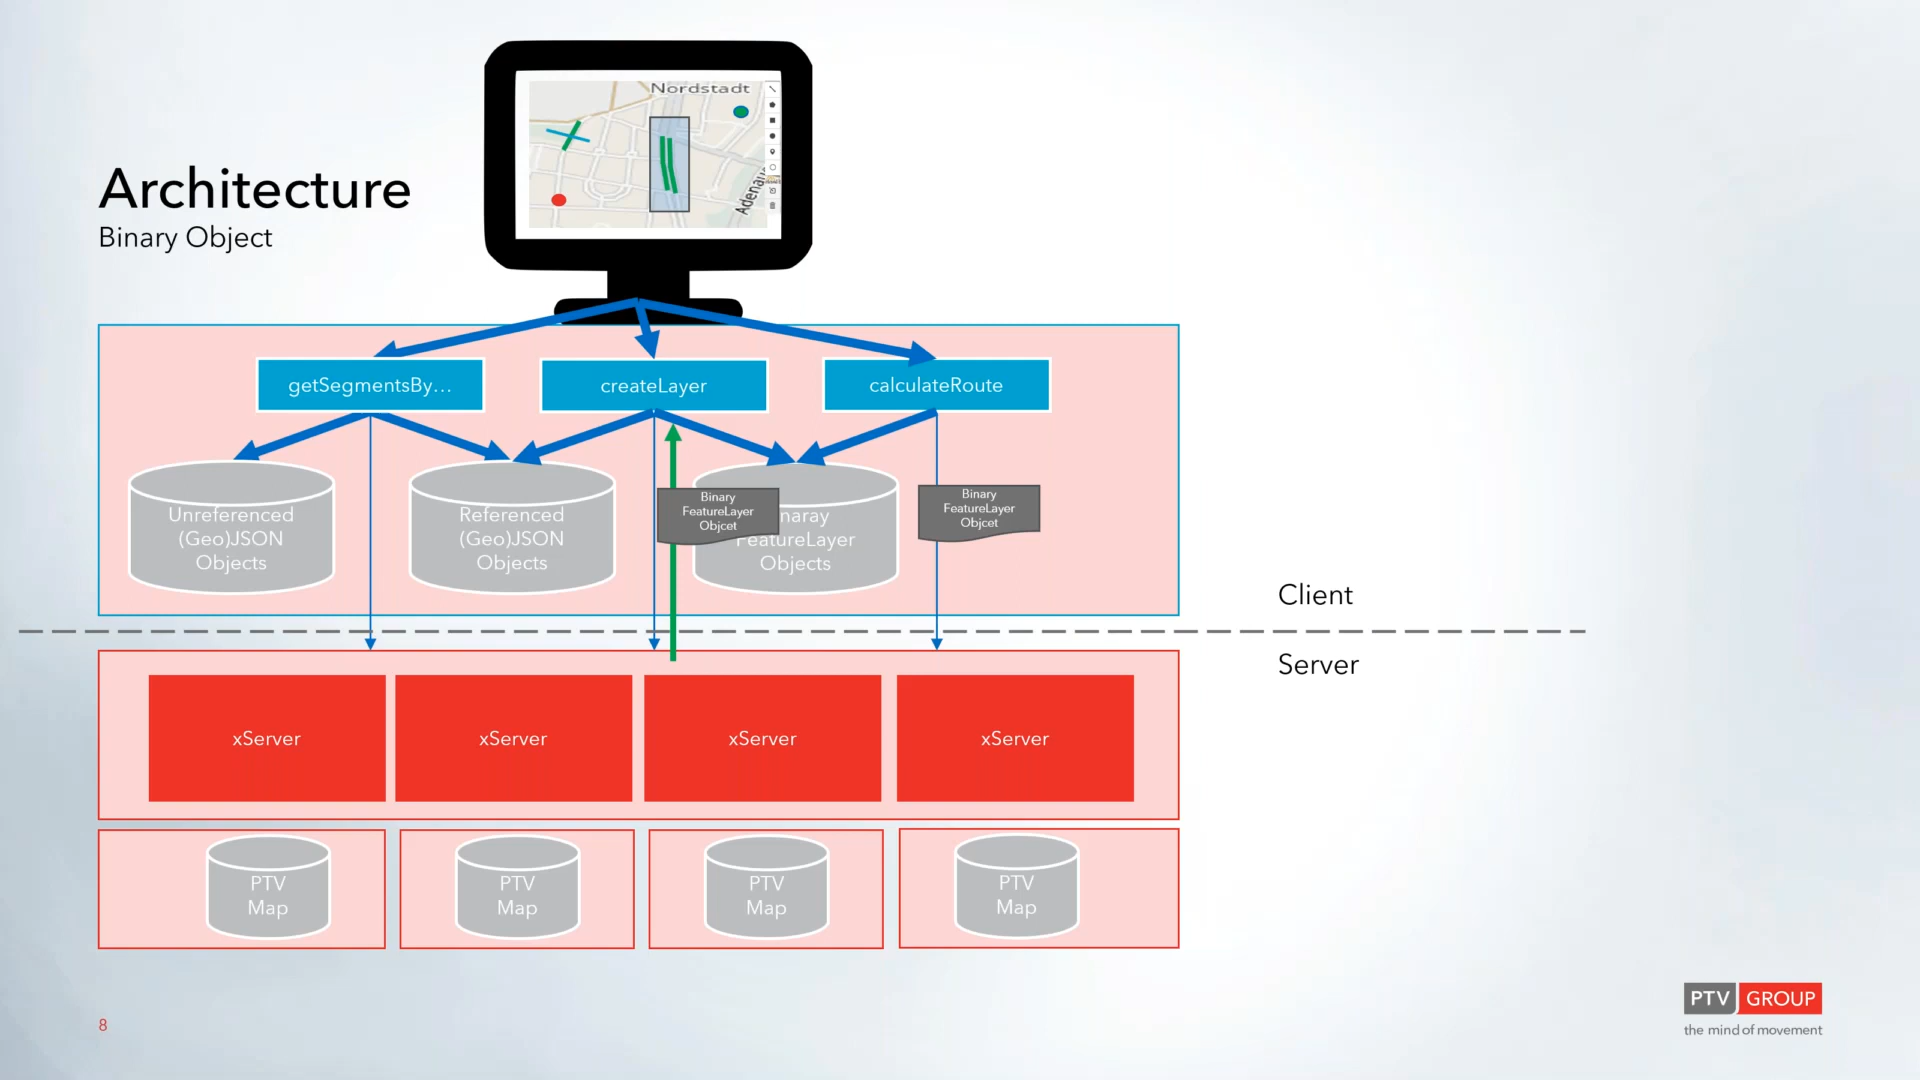 Nordstadt
Adenau
Architecture
Binary Object
getSegmentsBy...
createLayer
calculateRoute
Unreferenced
(Geo)JSON
Objects
Referenced
(Geo)JSON
Objects
Binary
FeatureLayer
Objcet
naray
FeatureLayer
Objects
Binary
FeatureLayer
Objcet
Client
Server
xServer
xServer
xServer
xServer
PTV
Map
PTV
Map
PTV
Map
PTV
Map
8
PTV GROUP
the mind of movement